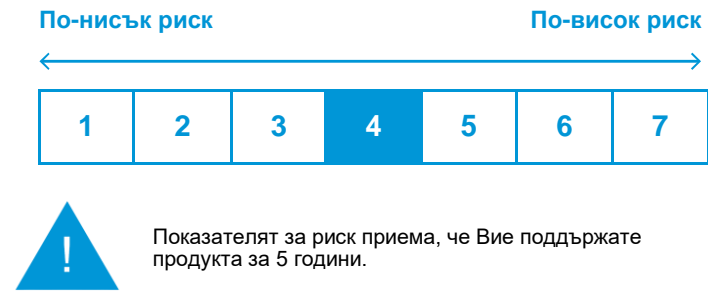 По-нисък риск По-висок риск
1 2 3 4 5 6 7
!
Показателят за риск приема, че Вие поддържате
продукта за 5 години.